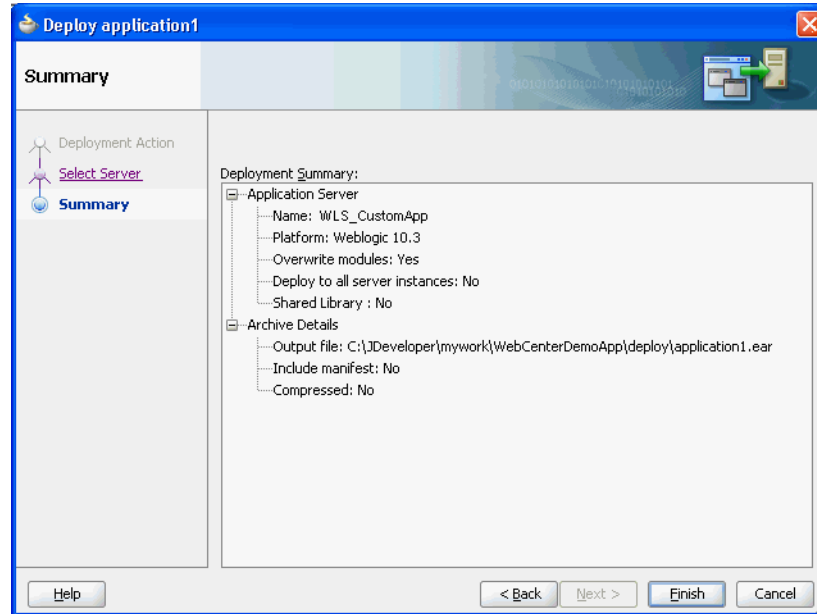 Deploy application1
Summary
Deployment Action
Select Server
Summary
Deployment Summary:
Application Server
Name: WLS_CustomApp
Platform: Weblogic 10.3
Overwrite modules: Yes
Deploy to all server instances: No
Shared Library : No
Archive Details
Output file: C:\JDeveloper\mywork\WebCenterDemoApp\deploy\application1.ear
Include manifest: No
Compressed: No
Help
< Back
Next >
Finish
Cancel